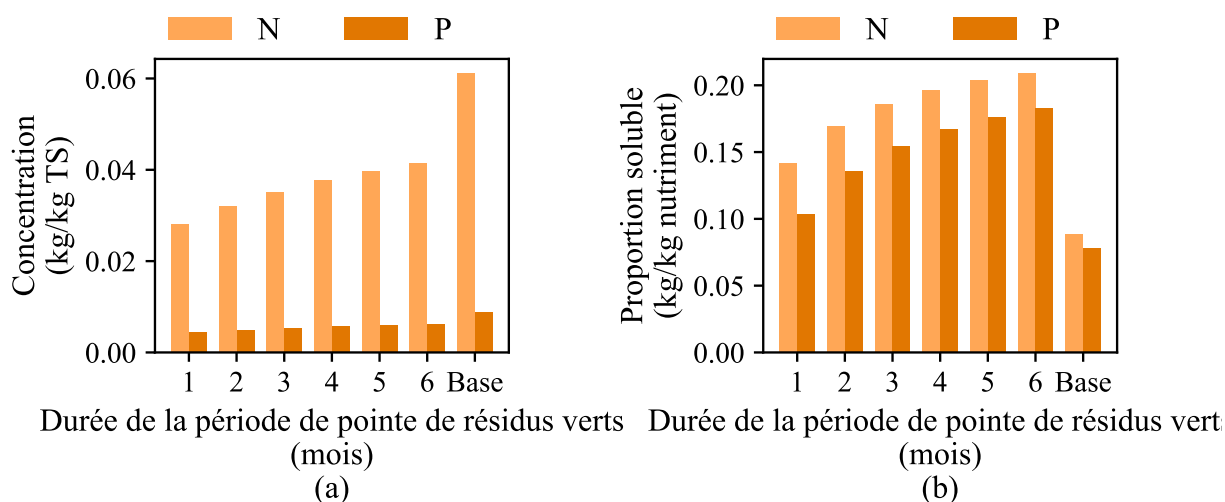 N P
0.06
0.04
0.02
0.00
Concentration
(kg/kg TS)
1 2 3 4 5 6 Base
Durée de la période de pointe de résidus verts
(mois)
(a)
N P
0.20
0.15
0.10
0.05
0.00
Proportion soluble
(kg/kg nutriment)
1 2 3 4 5 6 Base
Durée de la période de pointe de résidus verts
(mois)
(b)